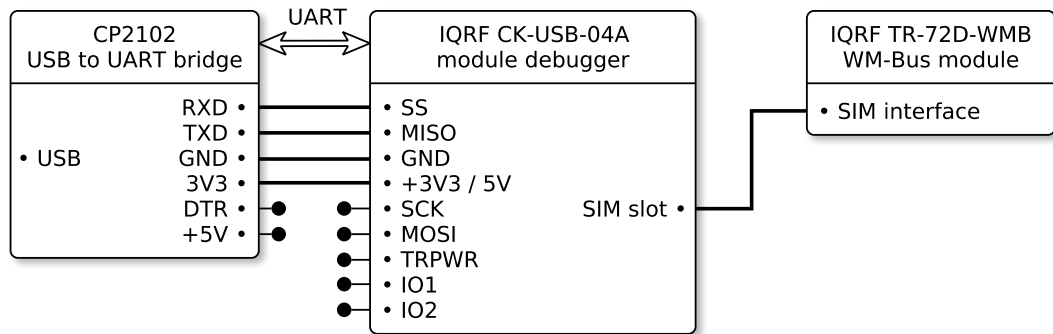 UART
CP2102
USB to UART bridge
• USB
RXD •
TXD •
GND •
3V3 •
DTR •
+5V •
IQRF CK-USB-04A
module debugger
• SS
• MISO
• GND
• +3V3 / 5V
• SCK
• MOSI
• TRPWR
• IO1
• IO2
SIM slot •
IQRF TR-72D-WMB
WM-Bus module
• SIM interface